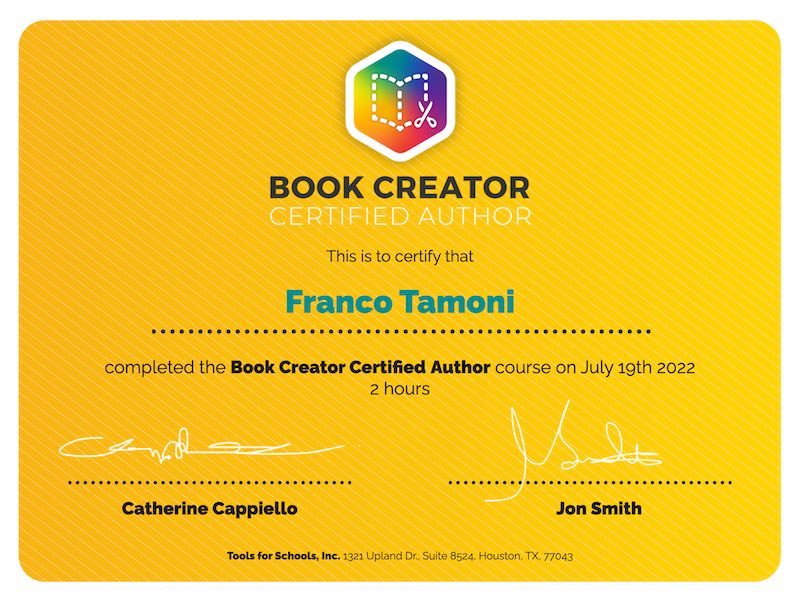 BOOK CREATOR
CERTIFIED AUTHOR
This is to certify that
Franco Tamoni
completed the Book Creator Certified Author course on July 19th 2022
2 hours
Catherine Cappiello
Jon Smith
Tools for Schools, Inc. 1321 Upland Dr., Suite 8524, Houston, TX, 77043